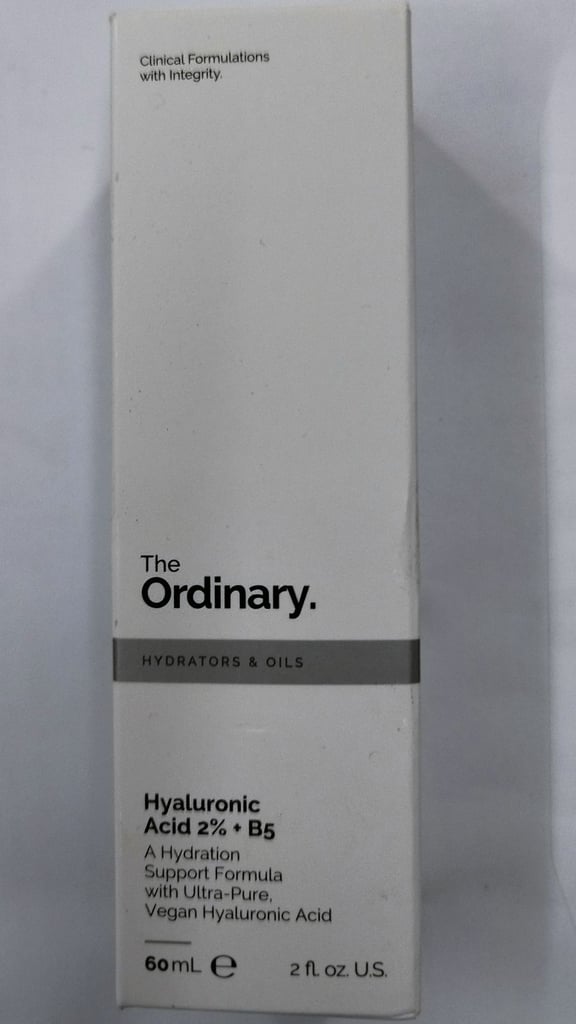 Clinical Formulations
with Integrity.
The
Ordinary.
HYDRATORS & OILS
Hyaluronic
Acid 2% + B5
A Hydration
Support Formula
with Ultra-Pure,
Vegan Hyaluronic Acid
60mL ℮ 2 fl. oz. U.S.